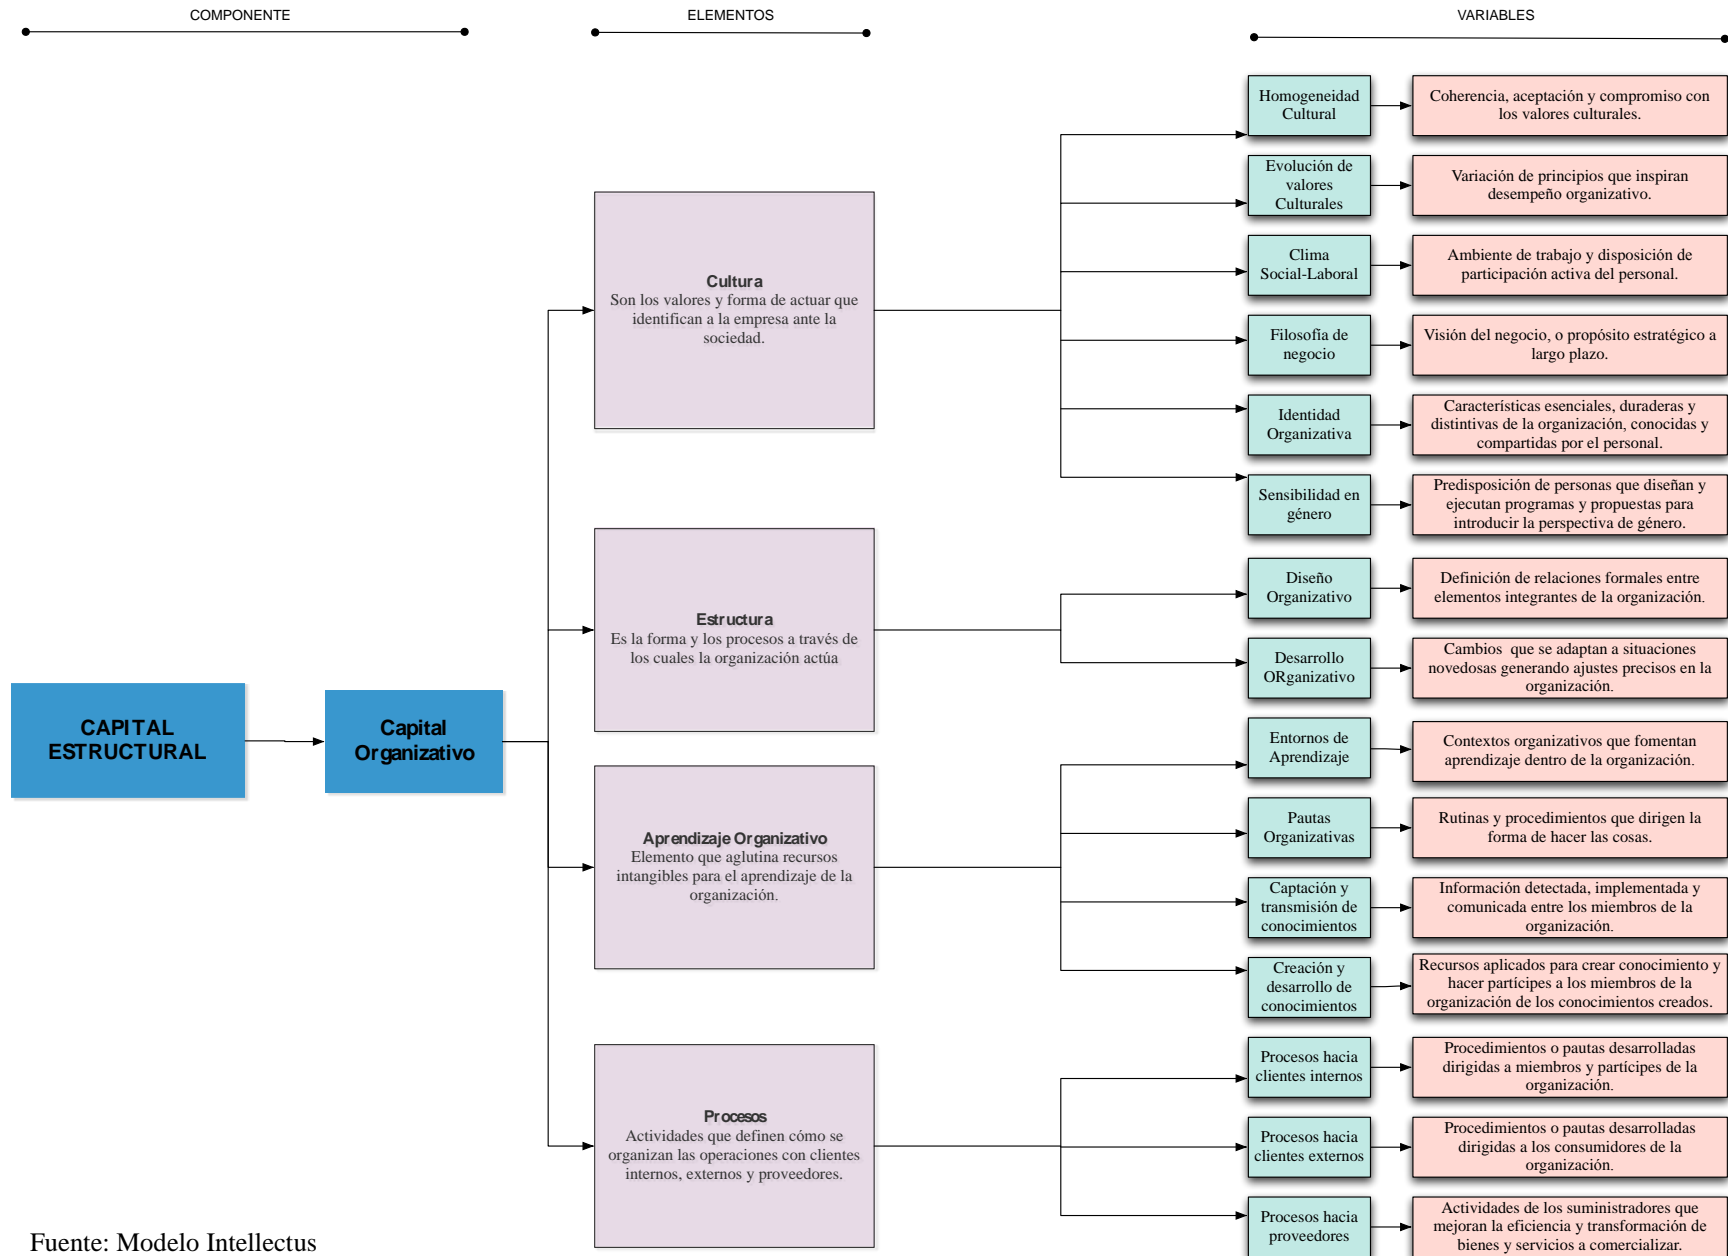 COMPONENTE
ELEMENTOS
VARIABLES
CAPITAL
ESTRUCTURAL
Capital
Organizativo
Cultura
Son los valores y forma de actuar que
identifican a la empresa ante la
sociedad.
Homogeneidad
Cultural
Coherencia, aceptación y compromiso con
los valores culturales.
Evolución de
valores
Culturales
Variación de principios que inspiran
desempeño organizativo.
Clima
Social-Laboral
Ambiente de trabajo y disposición de
participación activa del personal.
Filosofía de
negocio
Visión del negocio, o propósito estratégico a
largo plazo.
Identidad
Organizativa
Características esenciales, duraderas y
distintivas de la organización, conocidas y
compartidas por el personal.
Sensibilidad en
género
Predisposición de personas que diseñan y
ejecutan programas y propuestas para
introducir la perspectiva de género.
Estructura
Es la forma y los procesos a través de
los cuales la organización actúa
Diseño
Organizativo
Definición de relaciones formales entre
elementos integrantes de la organización.
Desarrollo
ORganizativo
Cambios que se adaptan a situaciones
novedosas generando ajustes precisos en la
organización.
Aprendizaje Organizativo
Elemento que aglutina recursos
intangibles para el aprendizaje de la
organización.
Entornos de
Aprendizaje
Contextos organizativos que fomentan
aprendizaje dentro de la organización.
Pautas
Organizativas
Rutinas y procedimientos que dirigen la
forma de hacer las cosas.
Captación y
transmisión de
conocimientos
Información detectada, implementada y
comunicada entre los miembros de la
organización.
Creación y
desarrollo de
conocimientos
Recursos aplicados para crear conocimiento y
hacer partícipes a los miembros de la
organización de los conocimientos creados.
Procesos
Actividades que definen cómo se
organizan las operaciones con clientes
internos, externos y proveedores.
Procesos hacia
clientes internos
Procedimientos o pautas desarrolladas
dirigidas a miembros y partícipes de la
organización.
Procesos hacia
clientes externos
Procedimientos o pautas desarrolladas
dirigidas a los consumidores de la
organización.
Procesos hacia
proveedores
Actividades de los suministradores que
mejoran la eficiencia y transformación de
bienes y servicios a comercializar.
Fuente: Modelo Intellectus